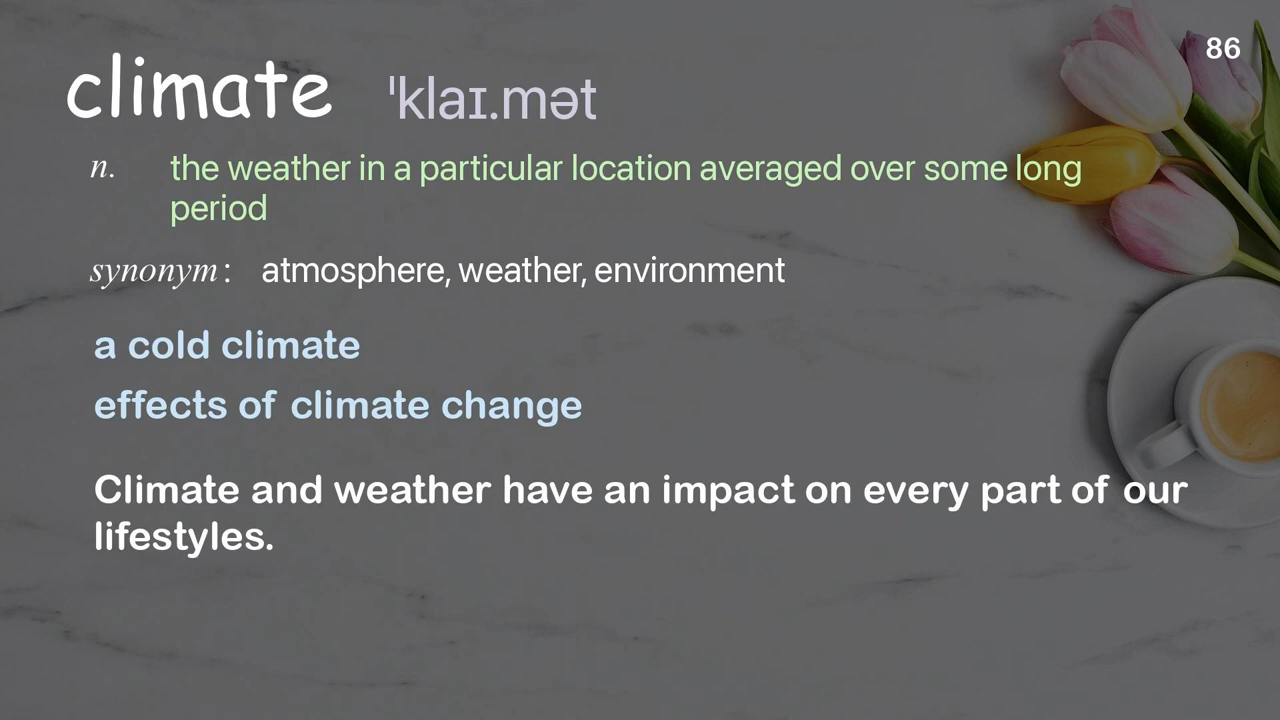 86
climate ˈklaɪ.mət
n. the weather in a particular location averaged over some long
period
synonym: atmosphere, weather, environment
a cold climate
effects of climate change
Climate and weather have an impact on every part of our
lifestyles.